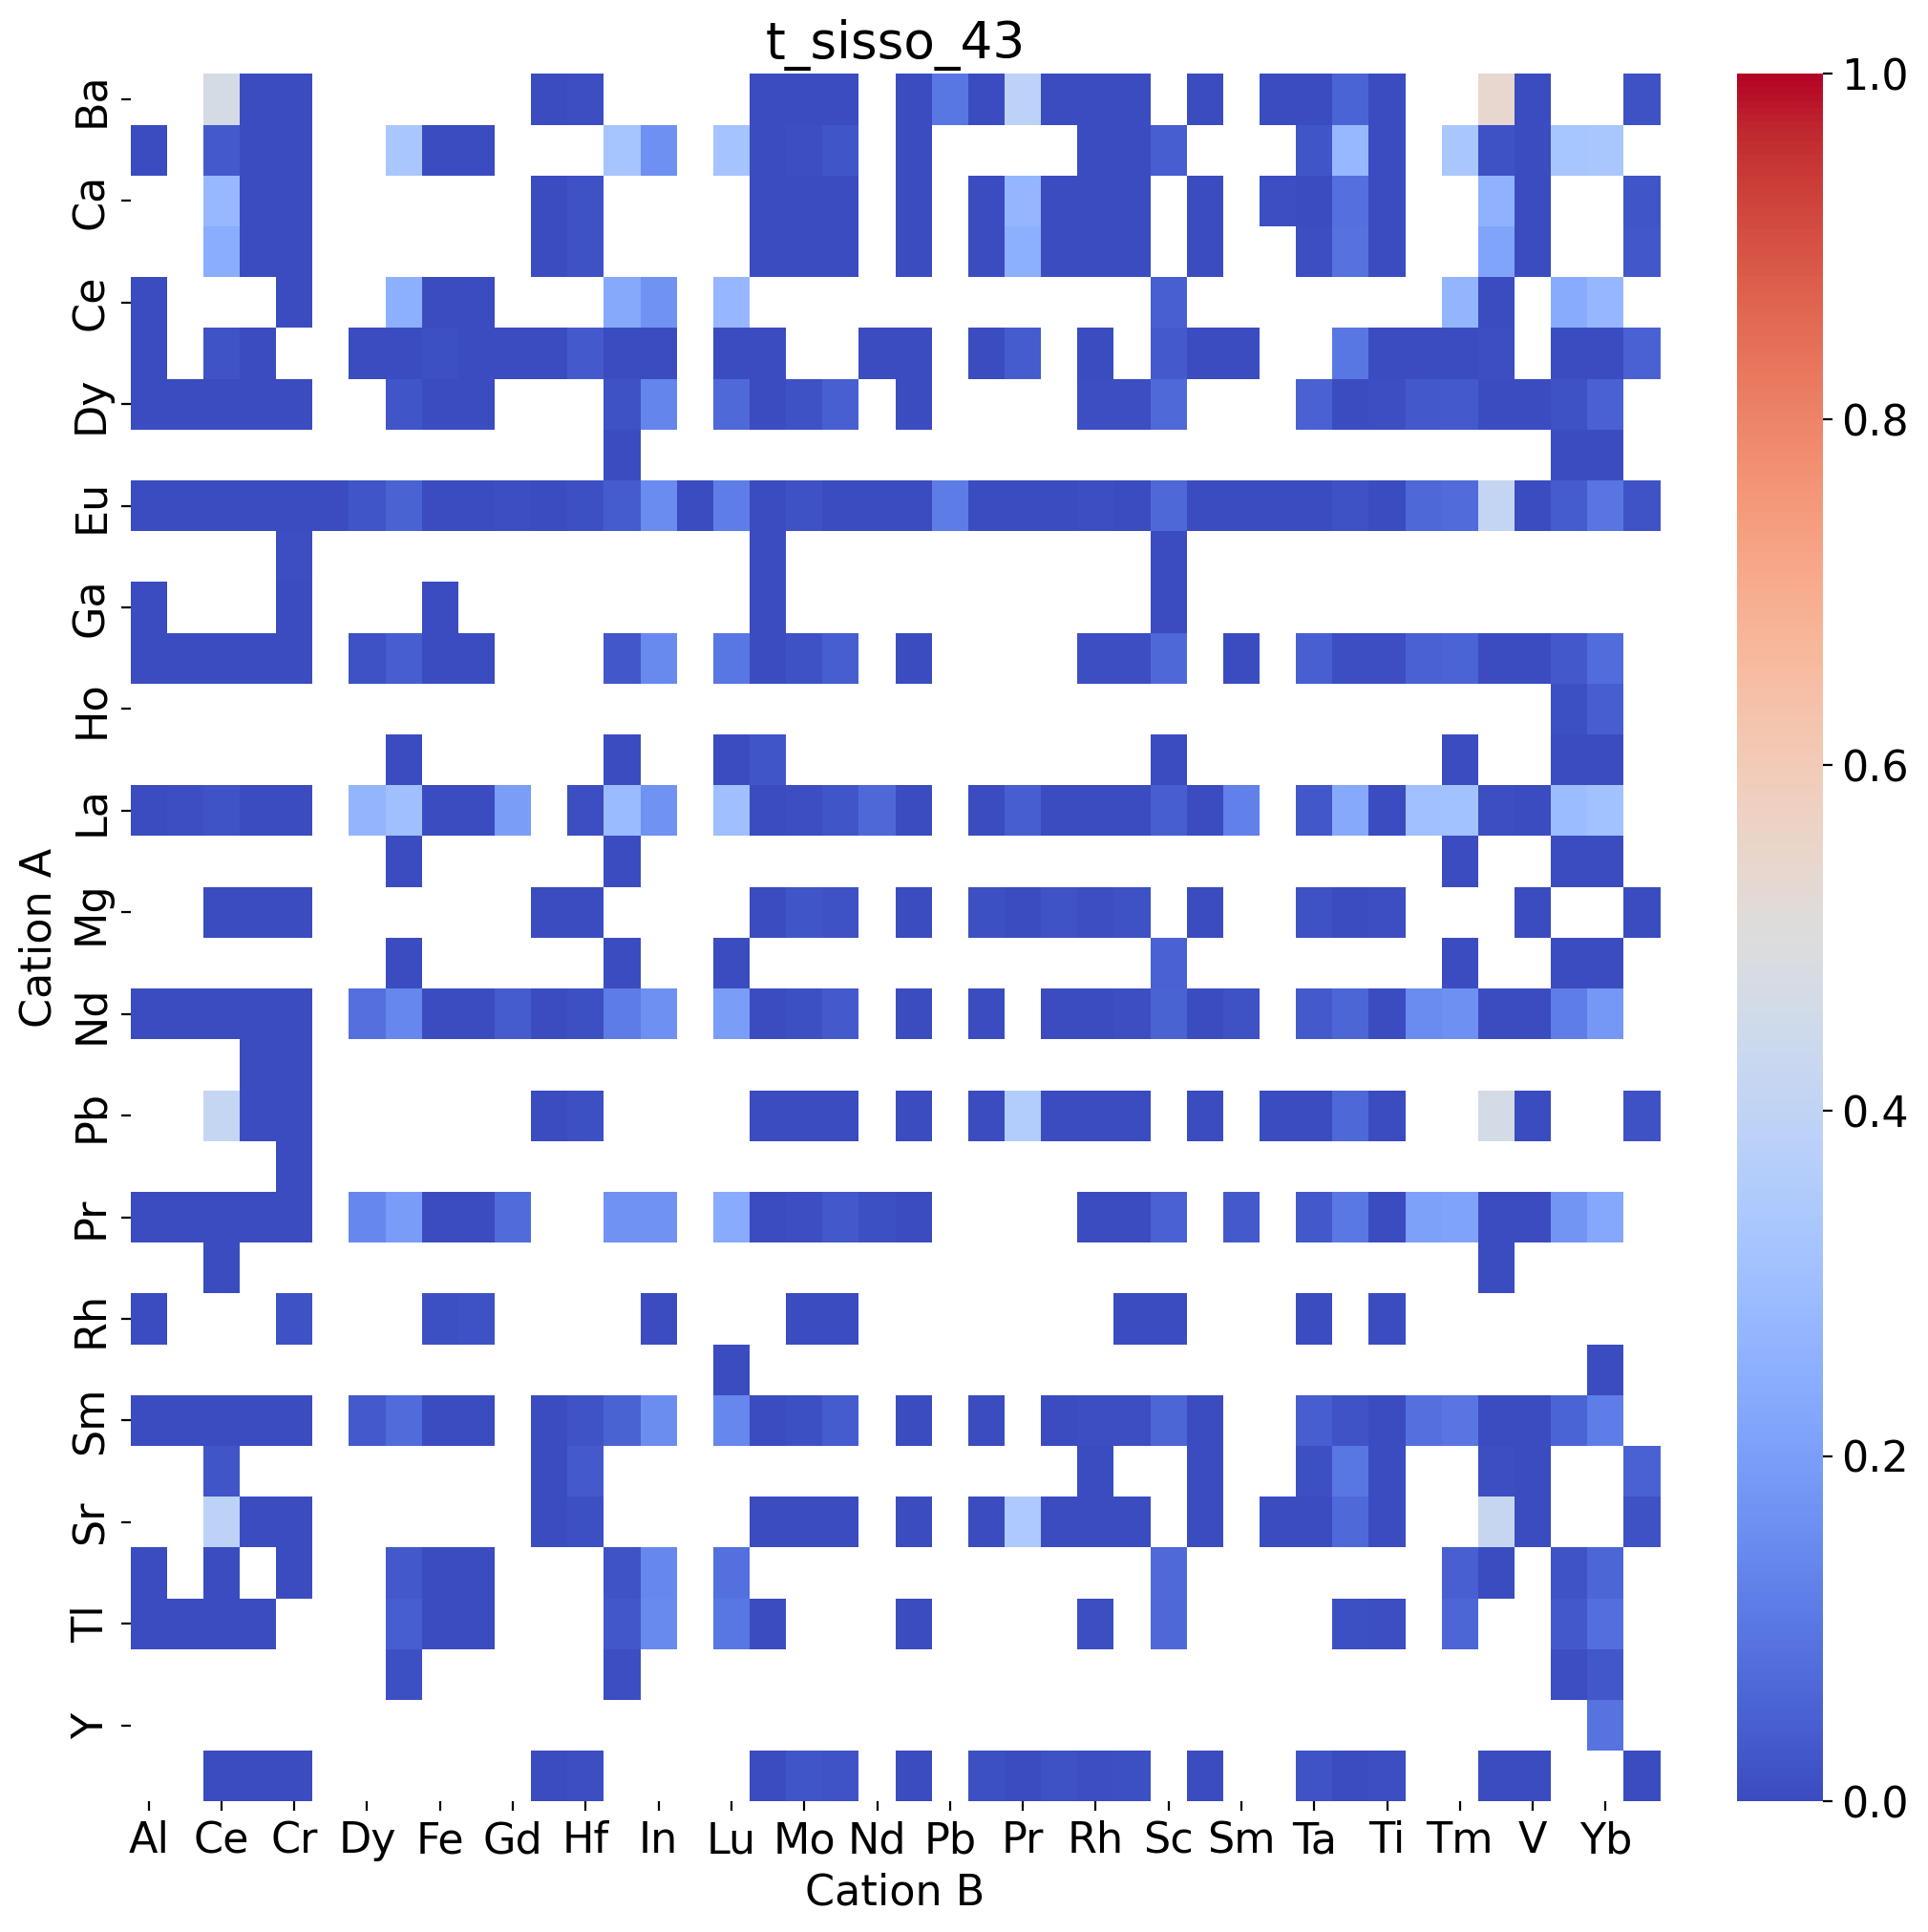 t_sisso_43
Cation A
Ba
Ca
Ce
Dy
Eu
Ga
Ho
La
Mg
Nd
Pb
Pr
Rh
Sm
Sr
Tl
Y
Al Ce Cr Dy Fe Gd Hf In Lu Mo Nd Pb Pr Rh Sc Sm Ta Ti Tm V Yb
Cation B
1.0
0.8
0.6
0.4
0.2
0.0